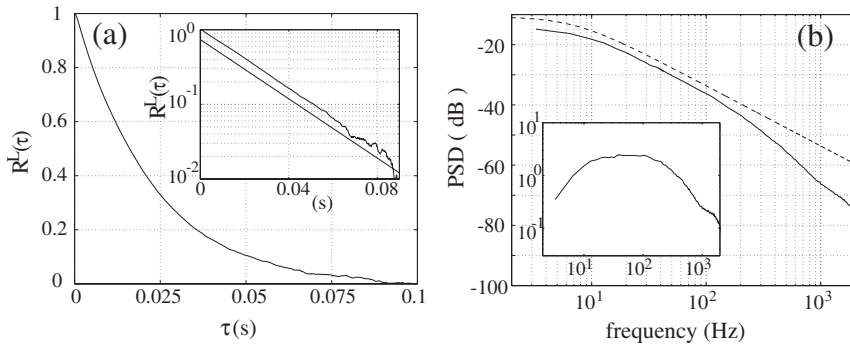 (a)
1
0.8
0.6
0.4
0.2
0
0 0.025 0.05 0.075 0.1
R^L(τ)
τ(s)
10^0
10^-1
10^-2
0 0.04 0.08
R^L(τ)
(s)
(b)
-20
-40
-60
-80
-100
10^1 10^2 10^3
PSD ( dB)
frequency (Hz)
10^1
10^0
10^-1
10^1 10^2 10^3